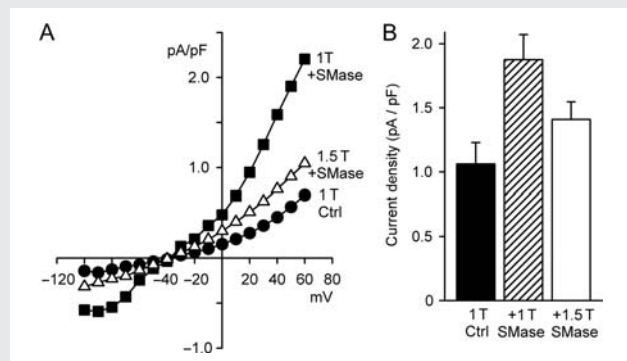 A
pA/pF
2.0
1.0
-1.0
-120
-80
-40
-20
20
40
60
80
mV
1T
+SMase
1.5 T
+SMase
1T
Ctrl
B
Current density (pA / pF)
2.0
1.5
1.0
0.5
0
1T +1T +1.5T
Ctrl SMase SMase